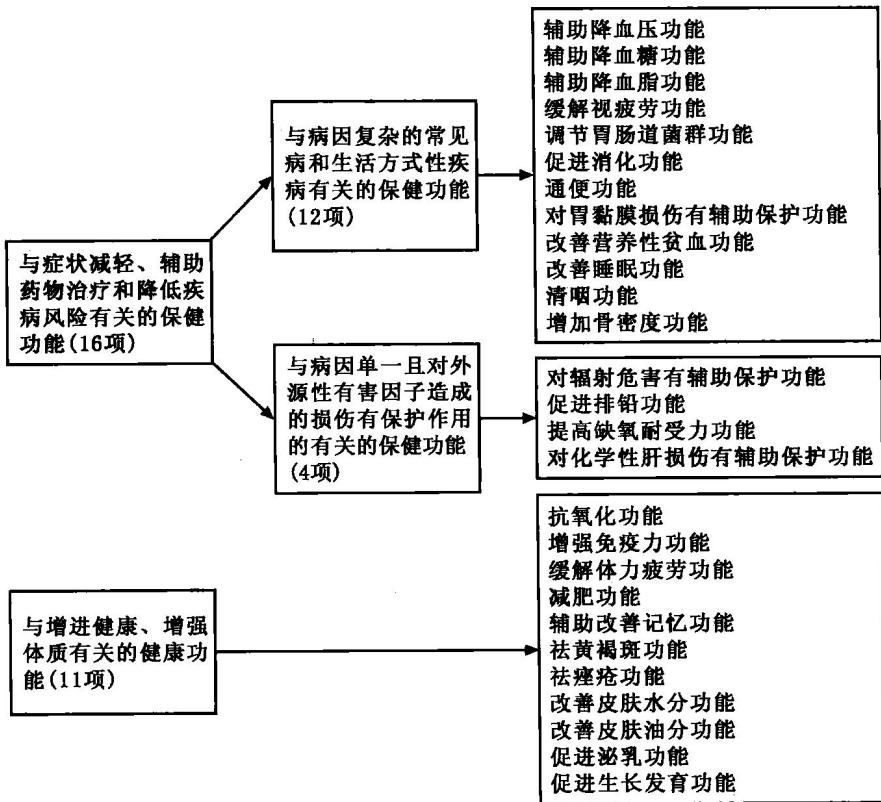 与症状减轻、辅助
药物治疗和降低疾
病风险有关的保健
功能(16项)
与病因复杂的常见
病和生活方式性疾
病有关的保健功能
(12项)
辅助降血压功能
辅助降血糖功能
辅助降血脂功能
缓解视疲劳功能
调节胃肠道菌群功能
促进消化功能
通便功能
对胃黏膜损伤有辅助保护功能
改善营养性贫血功能
改善睡眠功能
清咽功能
增加骨密度功能
与病因单一且对外
源性有害因子造成
的损伤有保护作用
的有关的保健功能
(4项)
对辐射危害有辅助保护功能
促进排铅功能
提高缺氧耐受力功能
对化学性肝损伤有辅助保护功能
与增进健康、增强
体质有关的健康功
能(11项)
抗氧化功能
增强免疫力功能
缓解体力疲劳功能
减肥功能
辅助改善记忆功能
祛黄褐斑功能
祛痤疮功能
改善皮肤水分功能
改善皮肤油分功能
促进泌乳功能
促进生长发育功能